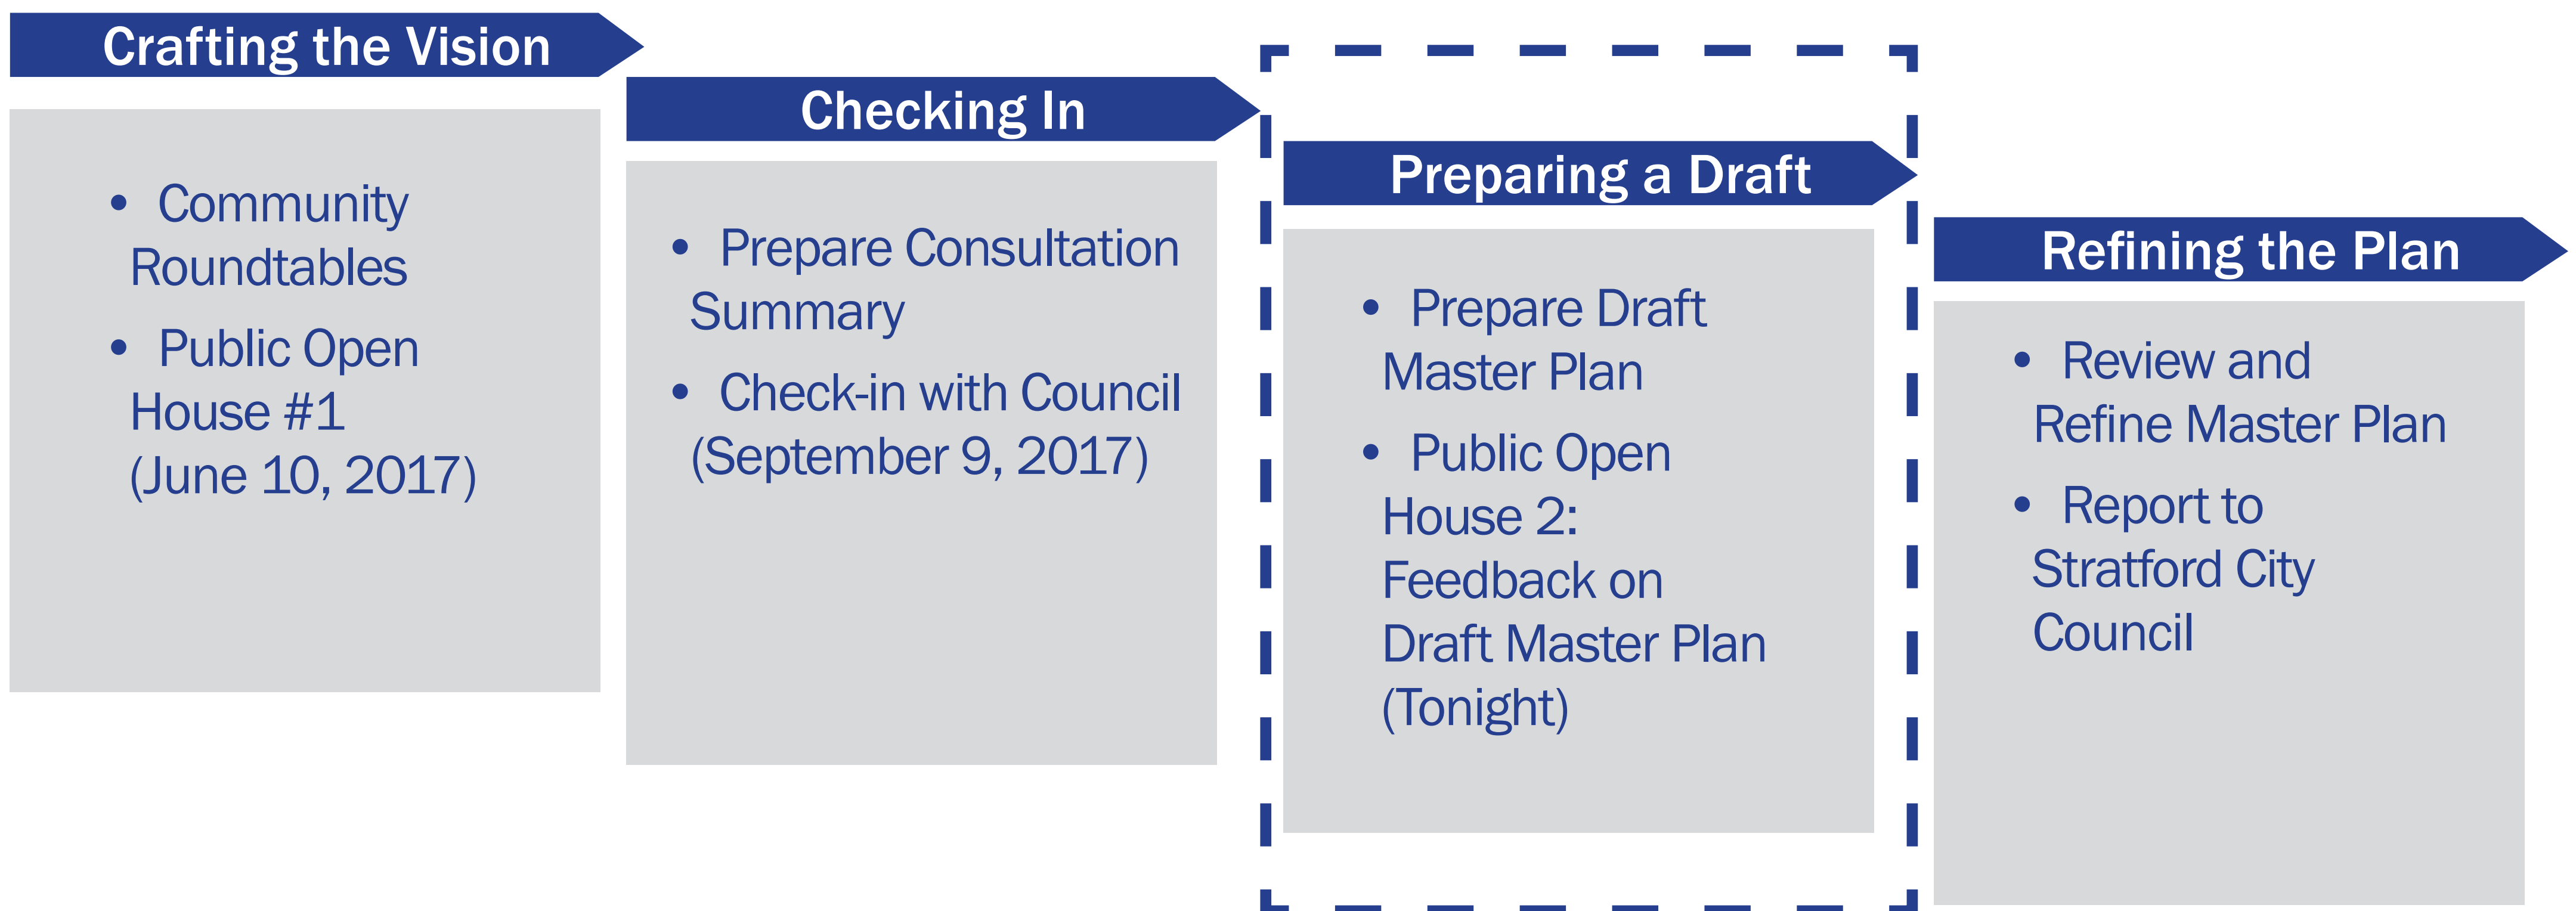 Crafting the Vision
• Community
Roundtables
• Public Open
House #1
(June 10, 2017)
Checking In
• Prepare Consultation
Summary
• Check-in with Council
(September 9, 2017)
Preparing a Draft
• Prepare Draft
Master Plan
• Public Open
House 2:
Feedback on
Draft Master Plan
(Tonight)
Refining the Plan
• Review and
Refine Master Plan
• Report to
Stratford City
Council